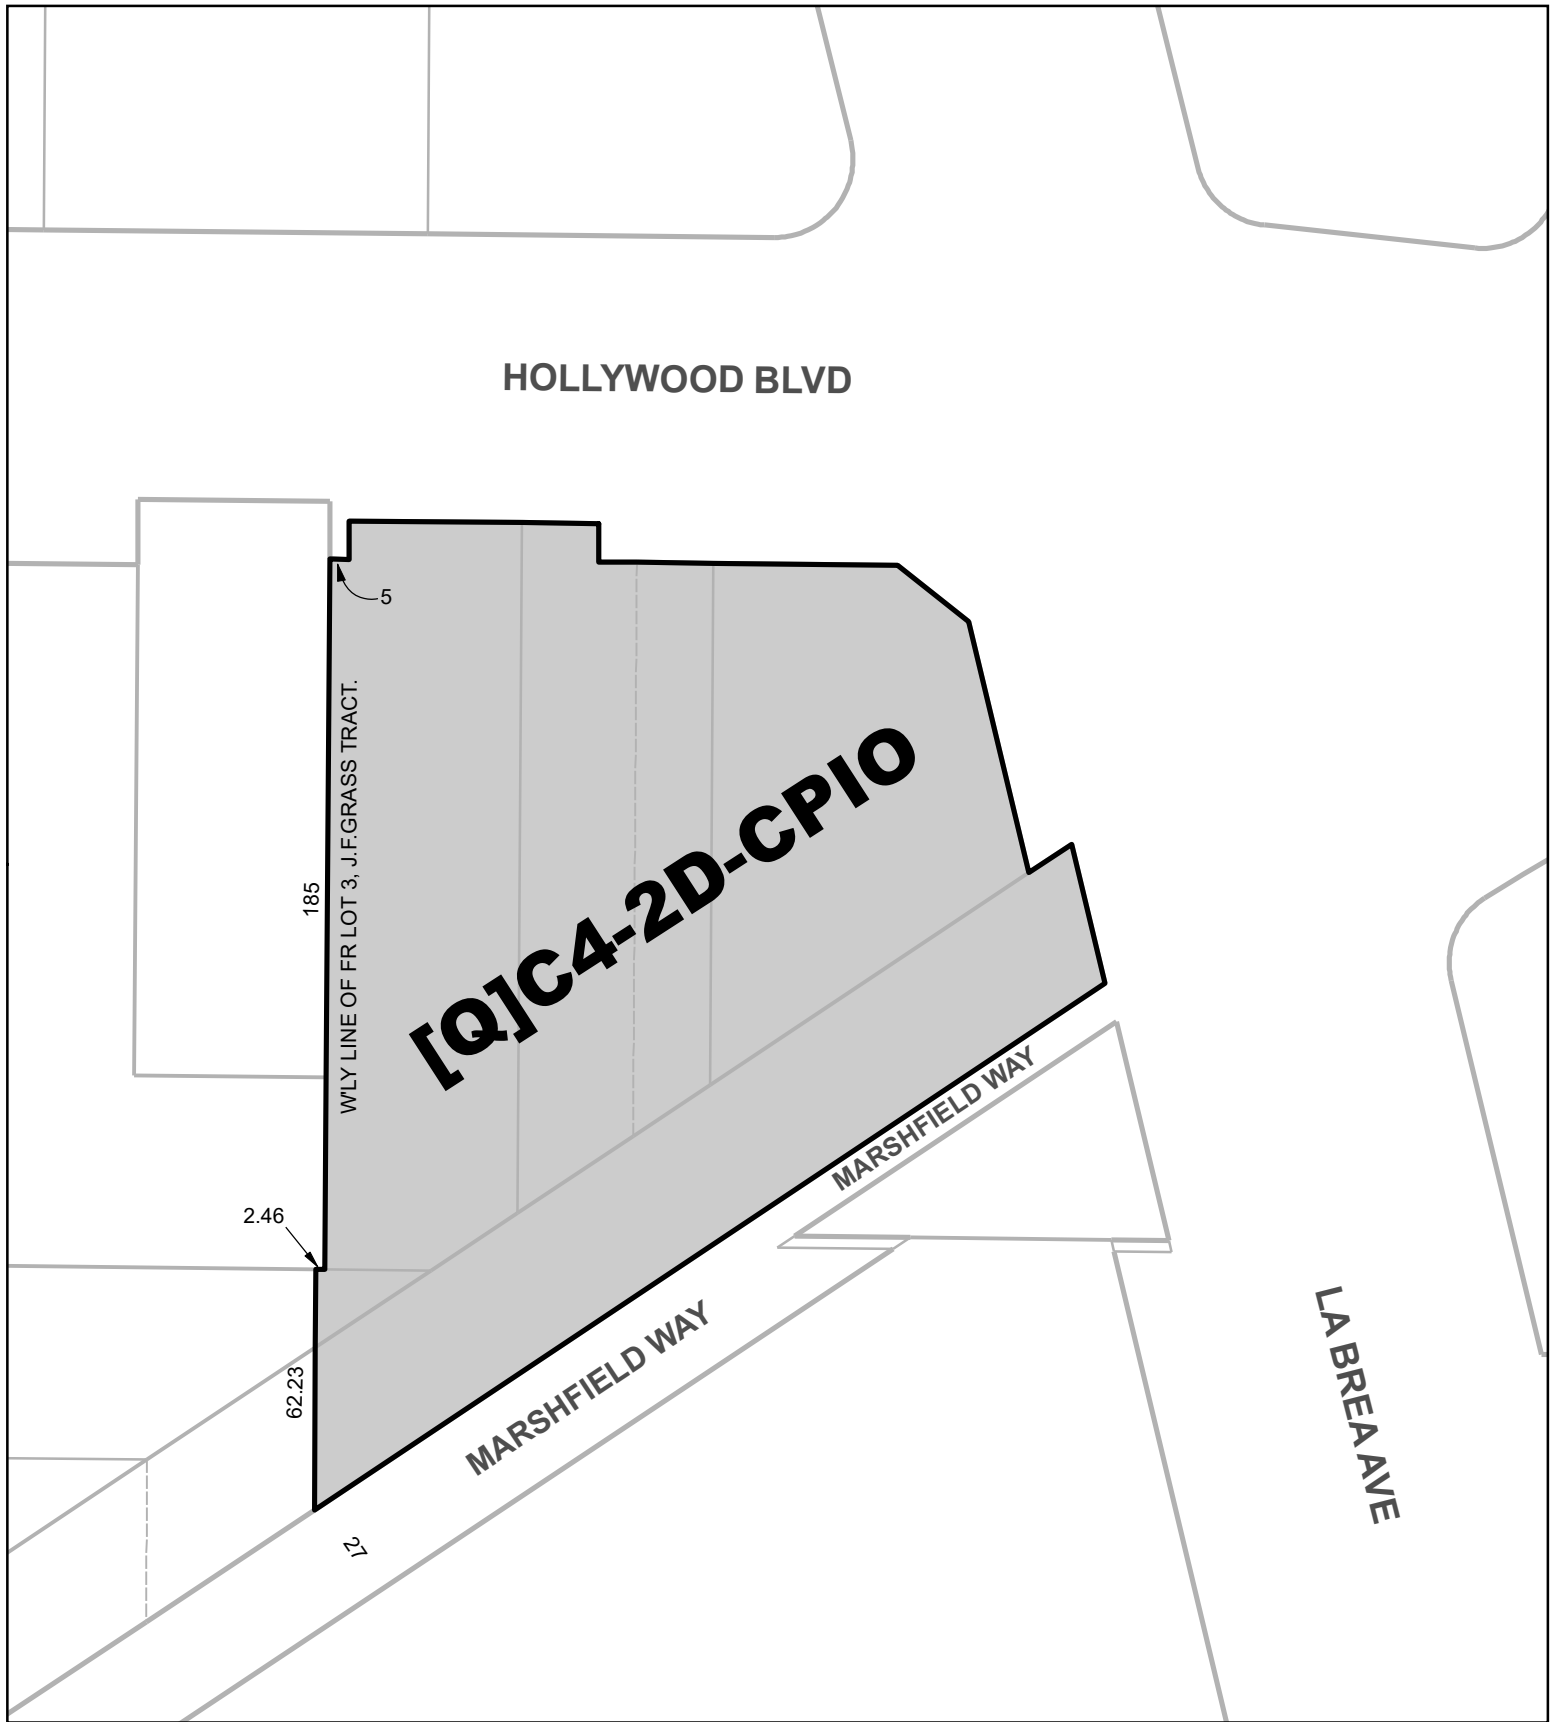 HOLLYWOOD BLVD
5
W'LY LINE OF FR LOT 3, J.F.GRASS TRACT.
185
[Q]C4-2D-CPIO
MARSHFIELD WAY
2.46
MARSHFIELD WAY
62.23
LA BREA AVE
27